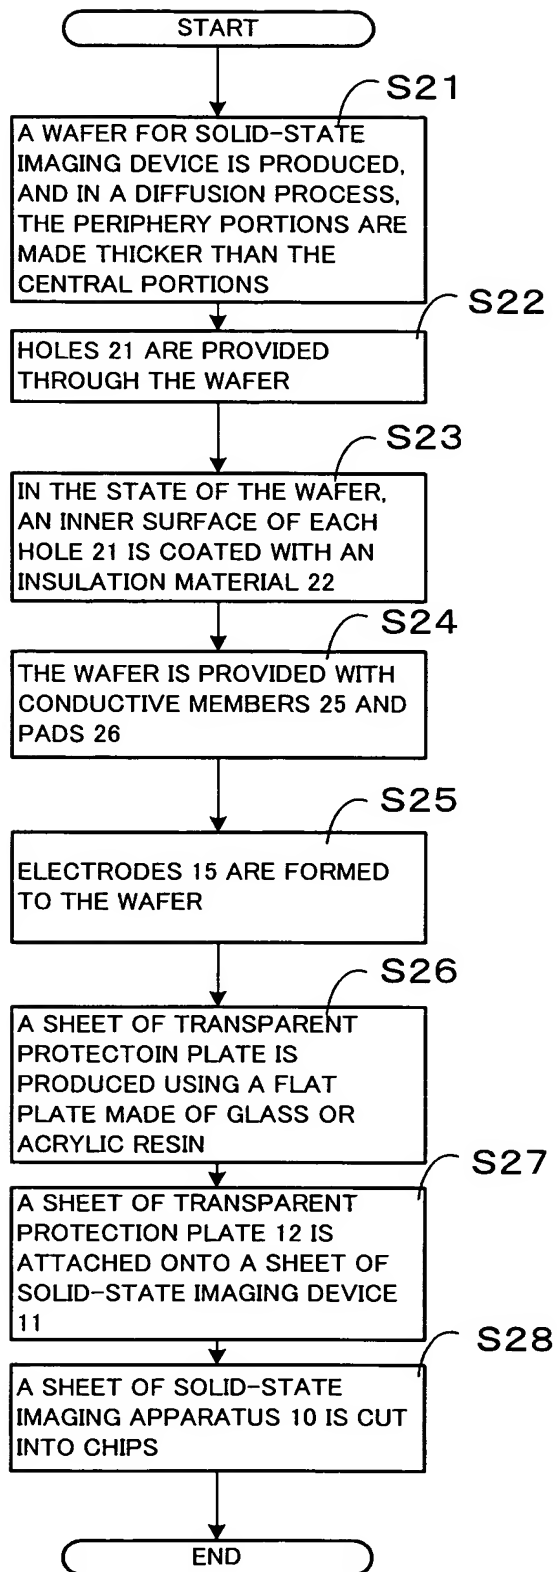 START
S21
A WAFER FOR SOLID-STATE
IMAGING DEVICE IS PRODUCED,
AND IN A DIFFUSION PROCESS,
THE PERIPHERY PORTIONS ARE
MADE THICKER THAN THE
CENTRAL PORTIONS
S22
HOLES 21 ARE PROVIDED
THROUGH THE WAFER
S23
IN THE STATE OF THE WAFER,
AN INNER SURFACE OF EACH
HOLE 21 IS COATED WITH AN
INSULATION MATERIAL 22
S24
THE WAFER IS PROVIDED WITH
CONDUCTIVE MEMBERS 25 AND
PADS 26
S25
ELECTRODES 15 ARE FORMED
TO THE WAFER
S26
A SHEET OF TRANSPARENT
PROTECTOIN PLATE IS
PRODUCED USING A FLAT
PLATE MADE OF GLASS OR
ACRYLIC RESIN
S27
A SHEET OF TRANSPARENT
PROTECTION PLATE 12 IS
ATTACHED ONTO A SHEET OF
SOLID-STATE IMAGING DEVICE
11
S28
A SHEET OF SOLID-STATE
IMAGING APPARATUS 10 IS CUT
INTO CHIPS
END